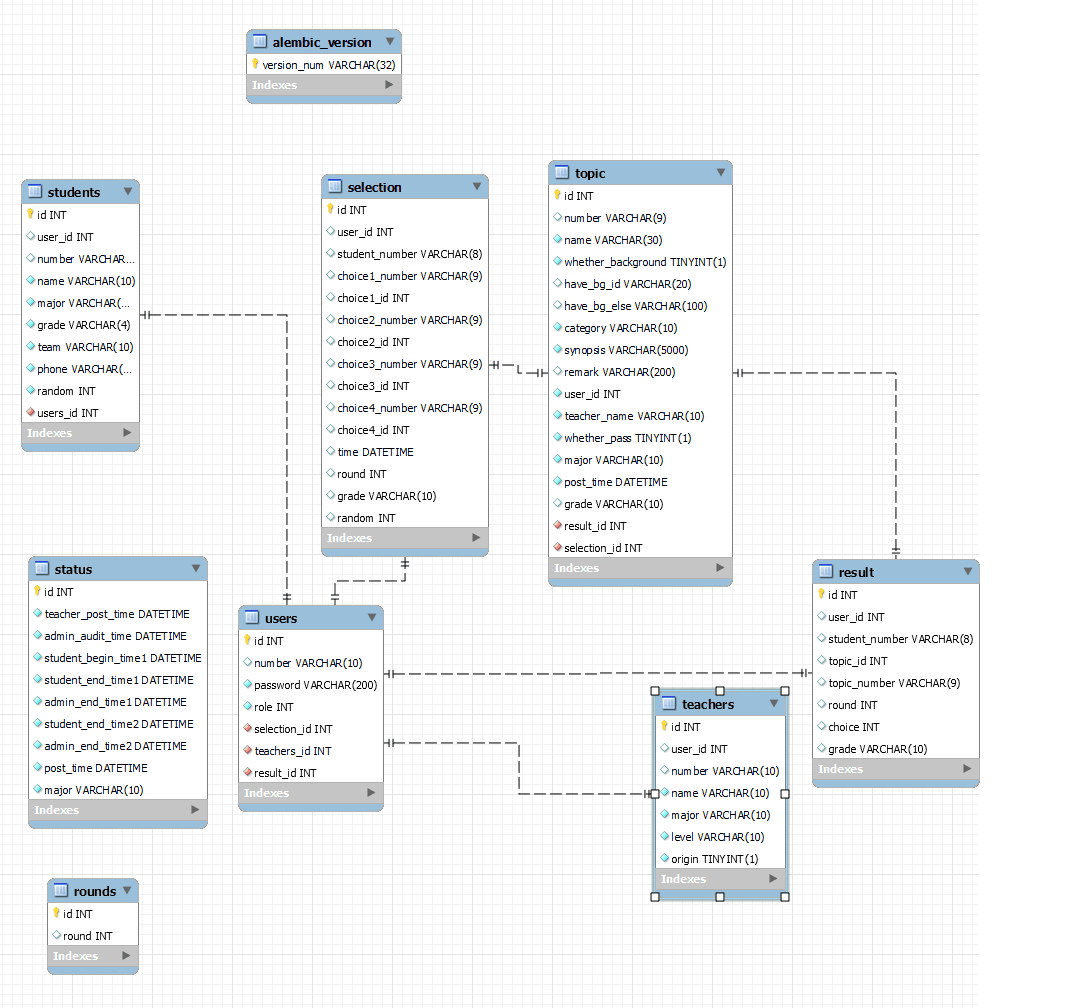 alembic_version
version_num VARCHAR(32)
Indexes
students
id INT
user_id INT
number VARCHAR...
name VARCHAR(10)
major VARCHAR(...
grade VARCHAR(4)
team VARCHAR(10)
phone VARCHAR(...
random INT
users_id INT
Indexes
selection
id INT
user_id INT
student_number VARCHAR(8)
choice1_number VARCHAR(9)
choice1_id INT
choice2_number VARCHAR(9)
choice2_id INT
choice3_number VARCHAR(9)
choice3_id INT
choice4_number VARCHAR(9)
choice4_id INT
time DATETIME
round INT
grade VARCHAR(10)
random INT
Indexes
topic
id INT
number VARCHAR(9)
name VARCHAR(30)
whether_background TINYINT(1)
have_bg_id VARCHAR(20)
have_bg_else VARCHAR(100)
category VARCHAR(10)
synopsis VARCHAR(5000)
remark VARCHAR(200)
user_id INT
teacher_name VARCHAR(10)
whether_pass TINYINT(1)
major VARCHAR(10)
post_time DATETIME
grade VARCHAR(10)
result_id INT
selection_id INT
Indexes
status
id INT
teacher_post_time DATETIME
admin_audit_time DATETIME
student_begin_time1 DATETIME
student_end_time1 DATETIME
admin_end_time1 DATETIME
student_end_time2 DATETIME
admin_end_time2 DATETIME
post_time DATETIME
major VARCHAR(10)
Indexes
users
id INT
number VARCHAR(10)
password VARCHAR(200)
role INT
selection_id INT
teachers_id INT
result_id INT
Indexes
teachers
id INT
user_id INT
number VARCHAR(10)
name VARCHAR(10)
major VARCHAR(10)
level VARCHAR(10)
origin TINYINT(1)
Indexes
result
id INT
user_id INT
student_number VARCHAR(8)
topic_id INT
topic_number VARCHAR(9)
round INT
choice INT
grade VARCHAR(10)
Indexes
rounds
id INT
round INT
Indexes